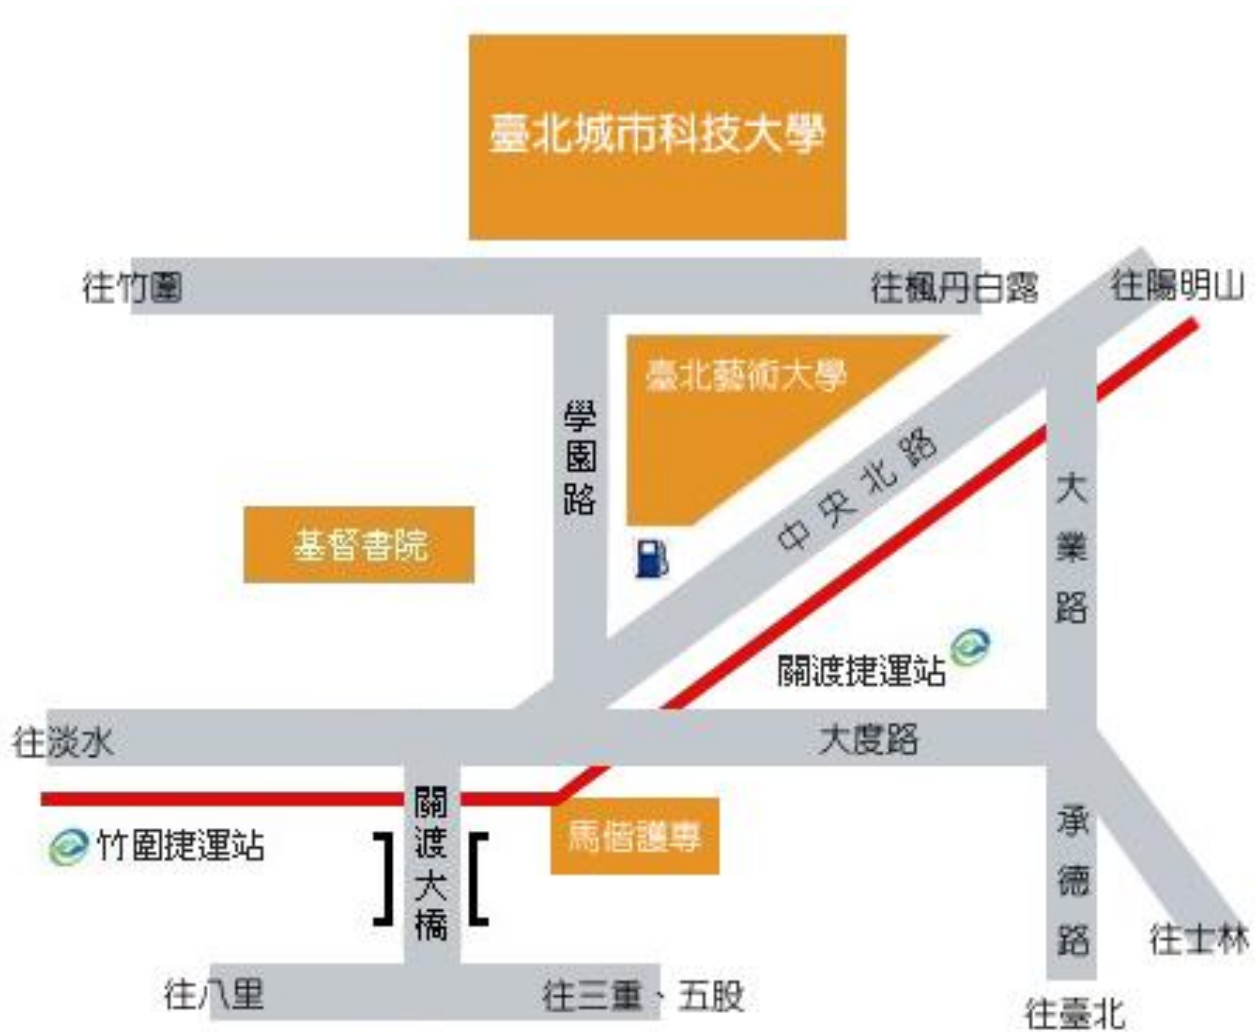 臺北城市科技大學
往竹圍
往楓丹白露
往陽明山
臺北藝術大學
學園路
中央北路
大業路
基督書院
關渡捷運站
往淡水
大度路
關渡大橋
竹圍捷運站
馬偕護專
承德路
往士林
往八里
往三重、五股
往臺北